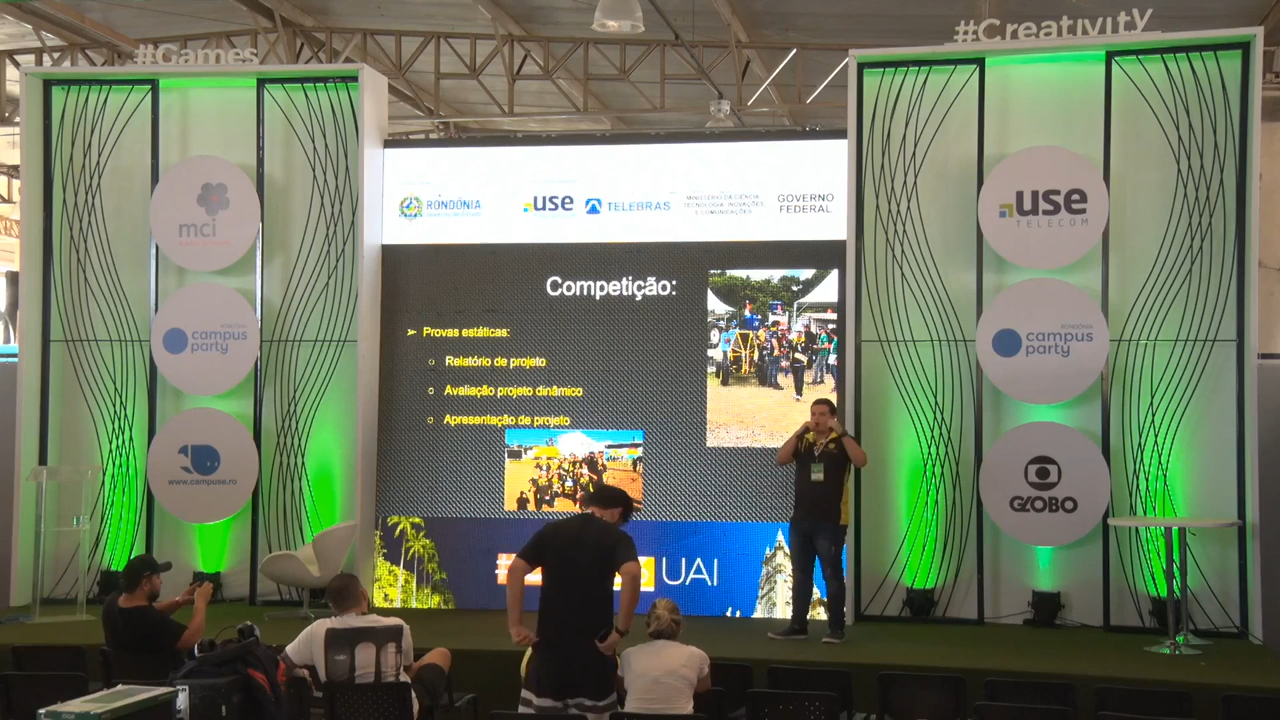 #Games
#Creativity
mci
campus
party
www.campuse.ro
RONDÔNIA
use
TELEBRAS
MINISTÉRIO DA CIÊNCIA,
TECNOLOGIA, INOVAÇÕES
E COMUNICAÇÕES
GOVERNO
FEDERAL
Competição:
➢ Provas estáticas:
○ Relatório de projeto
○ Avaliação projeto dinâmico
○ Apresentação de projeto
UAI
use
TELECOM
RONDÔNIA
campus
party
GLOBO